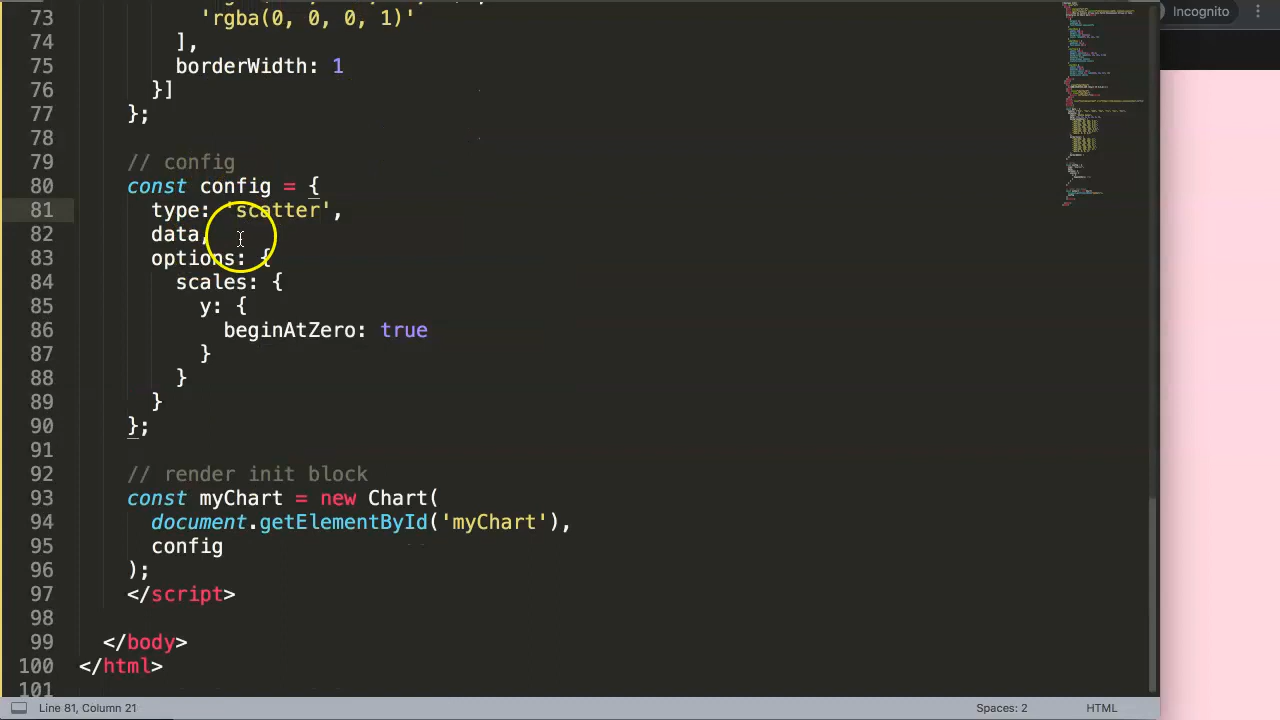 Incognito
73
74 'rgba(0, 0, 0, 1)'
74 ],
75 borderWidth: 1
76 }]
77 };
78
79 // config
80 const config = {
81 type: 'scatter',
82 data,
83 options: {
84 scales: {
85 y: {
86 beginAtZero: true
87 }
88 }
89 }
90 };
91
92 // render init block
93 const myChart = new Chart(
94 document.getElementById('myChart'),
95 config
96 );
97 </script>
98
99 </body>
100 </html>
101
Line 81, Column 21 Spaces: 2 HTML